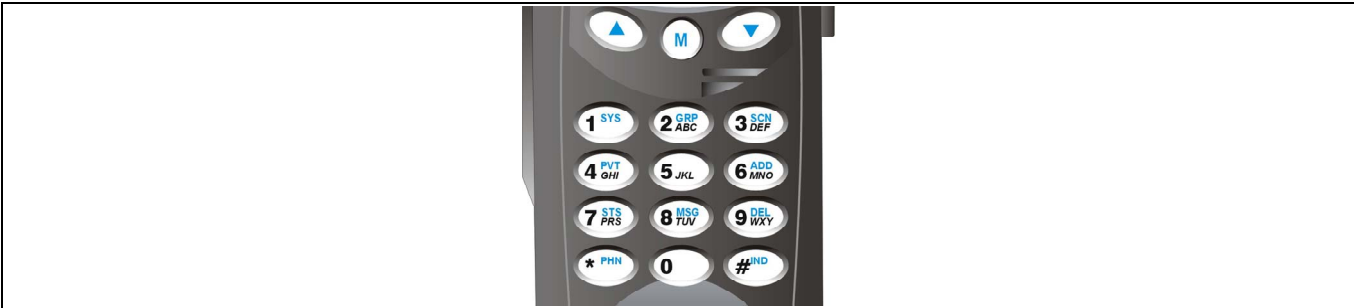 M
1 SYS 2 GRP ABC 3 SCN DEF
4 PVT GHI 5 JKL 6 ADD MNO
7 STS PRS 8 MSG TUV 9 DEL WXY
* PHN 0 # IND